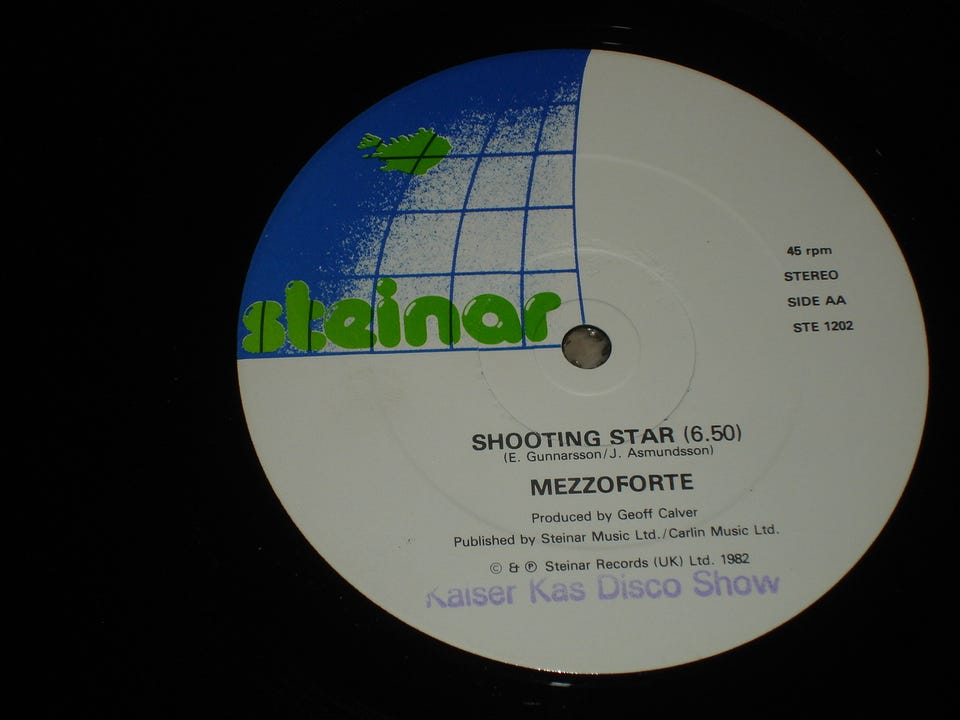 steinar
45 rpm
STEREO
SIDE AA
STE 1202
SHOOTING STAR (6.50)
(E. Gunnarsson/J. Asmundsson)
MEZZOFORTE
Produced by Geoff Calver
Published by Steinar Music Ltd./Carlin Music Ltd.
© & ℗ Steinar Records (UK) Ltd. 1982
Kaiser Kas Disco Show